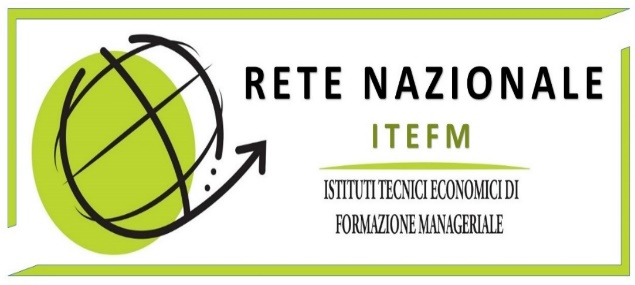 RETE NAZIONALE
ITEFM
ISTITUTI TECNICI ECONOMICI DI
FORMAZIONE MANAGERIALE